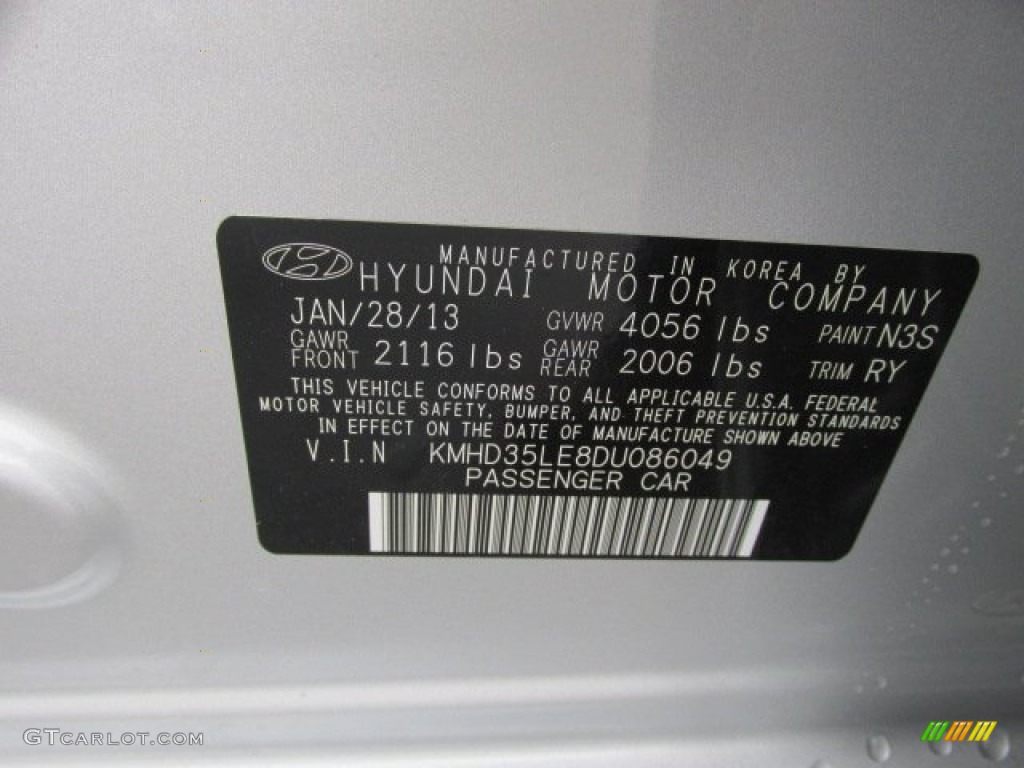 MANUFACTURED IN KOREA BY
HYUNDAI MOTOR COMPANY
JAN/28/13 GVWR 4056 lbs PAINT N3S
GAWR FRONT 2116 lbs GAWR REAR 2006 lbs TRIM RY
THIS VEHICLE CONFORMS TO ALL APPLICABLE U.S.A. FEDERAL
MOTOR VEHICLE SAFETY, BUMPER, AND THEFT PREVENTION STANDARDS
IN EFFECT ON THE DATE OF MANUFACTURE SHOWN ABOVE
V.I.N KMHD35LE8DU086049
PASSENGER CAR
GTCARLOT.COM